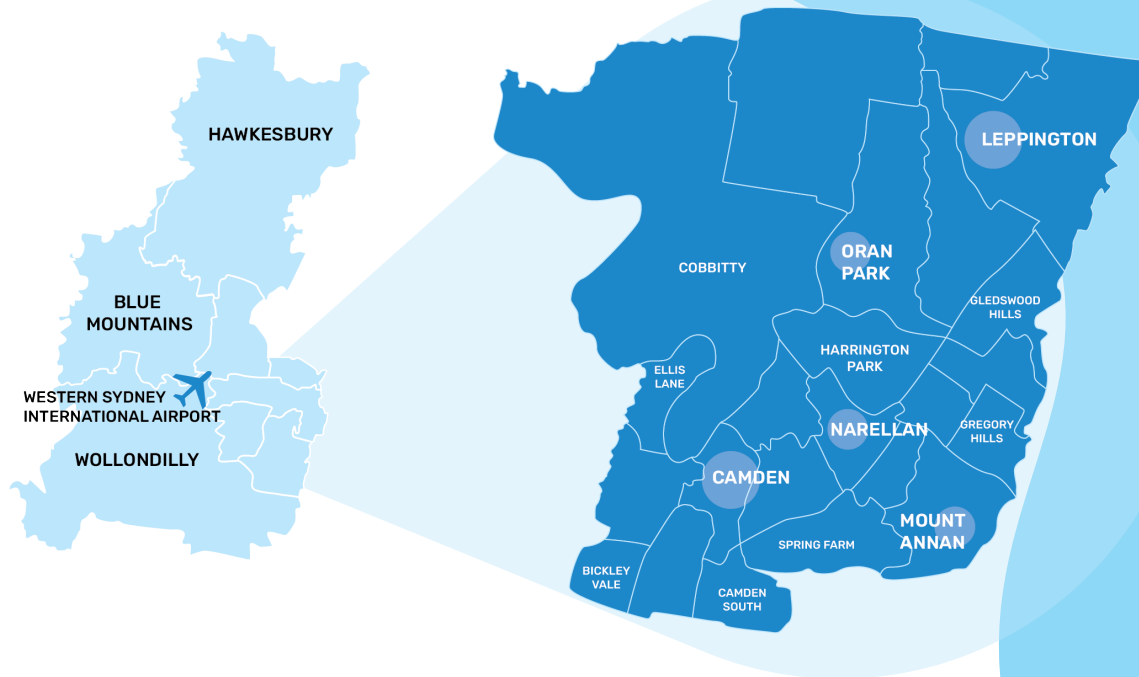 HAWKESBURY
BLUE
MOUNTAINS
WESTERN SYDNEY
INTERNATIONAL AIRPORT
WOLLONDILLY
LEPPINGTON
ORAN
PARK
COBBITTY
GLEDSWOOD
HILLS
HARRINGTON
PARK
ELLIS
LANE
NARELLAN
GREGORY
HILLS
CAMDEN
MOUNT
ANNAN
SPRING FARM
BICKLEY
VALE
CAMDEN
SOUTH